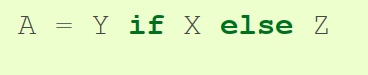 A = Y if X else Z